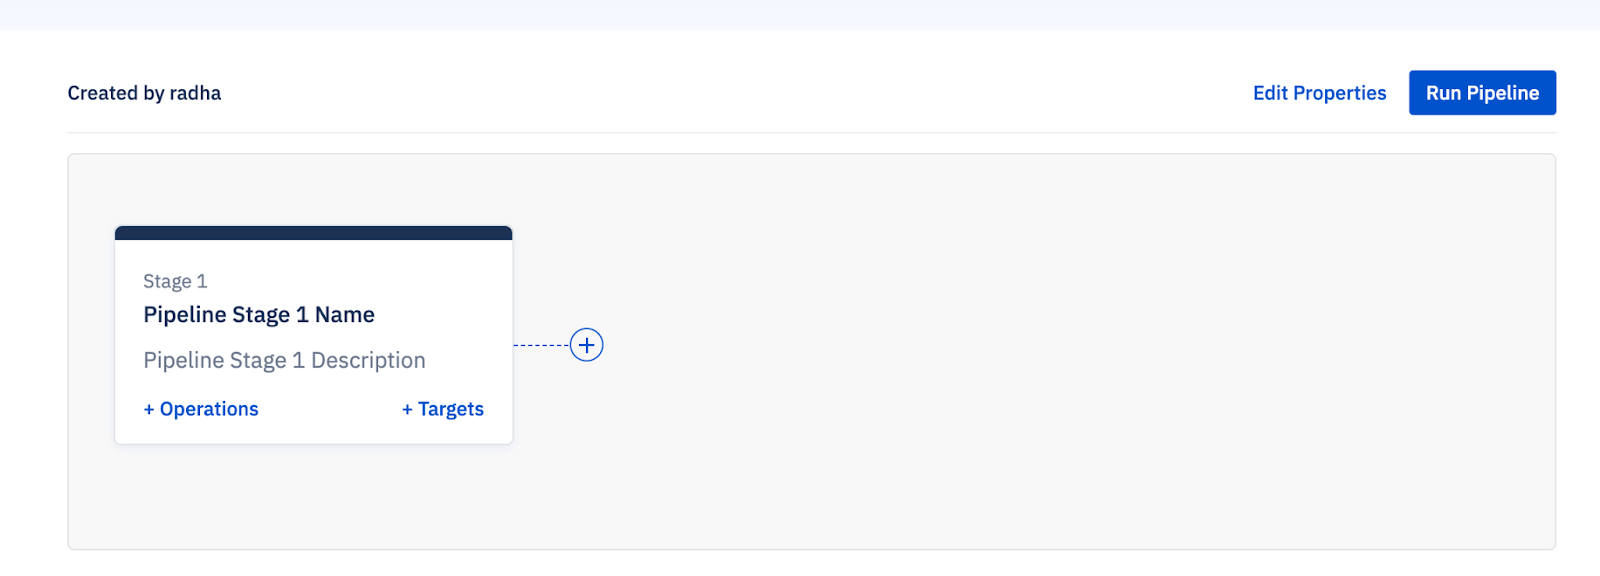 Created by radha
Edit Properties
Run Pipeline
Stage 1
Pipeline Stage 1 Name
Pipeline Stage 1 Description
+ Operations
+ Targets